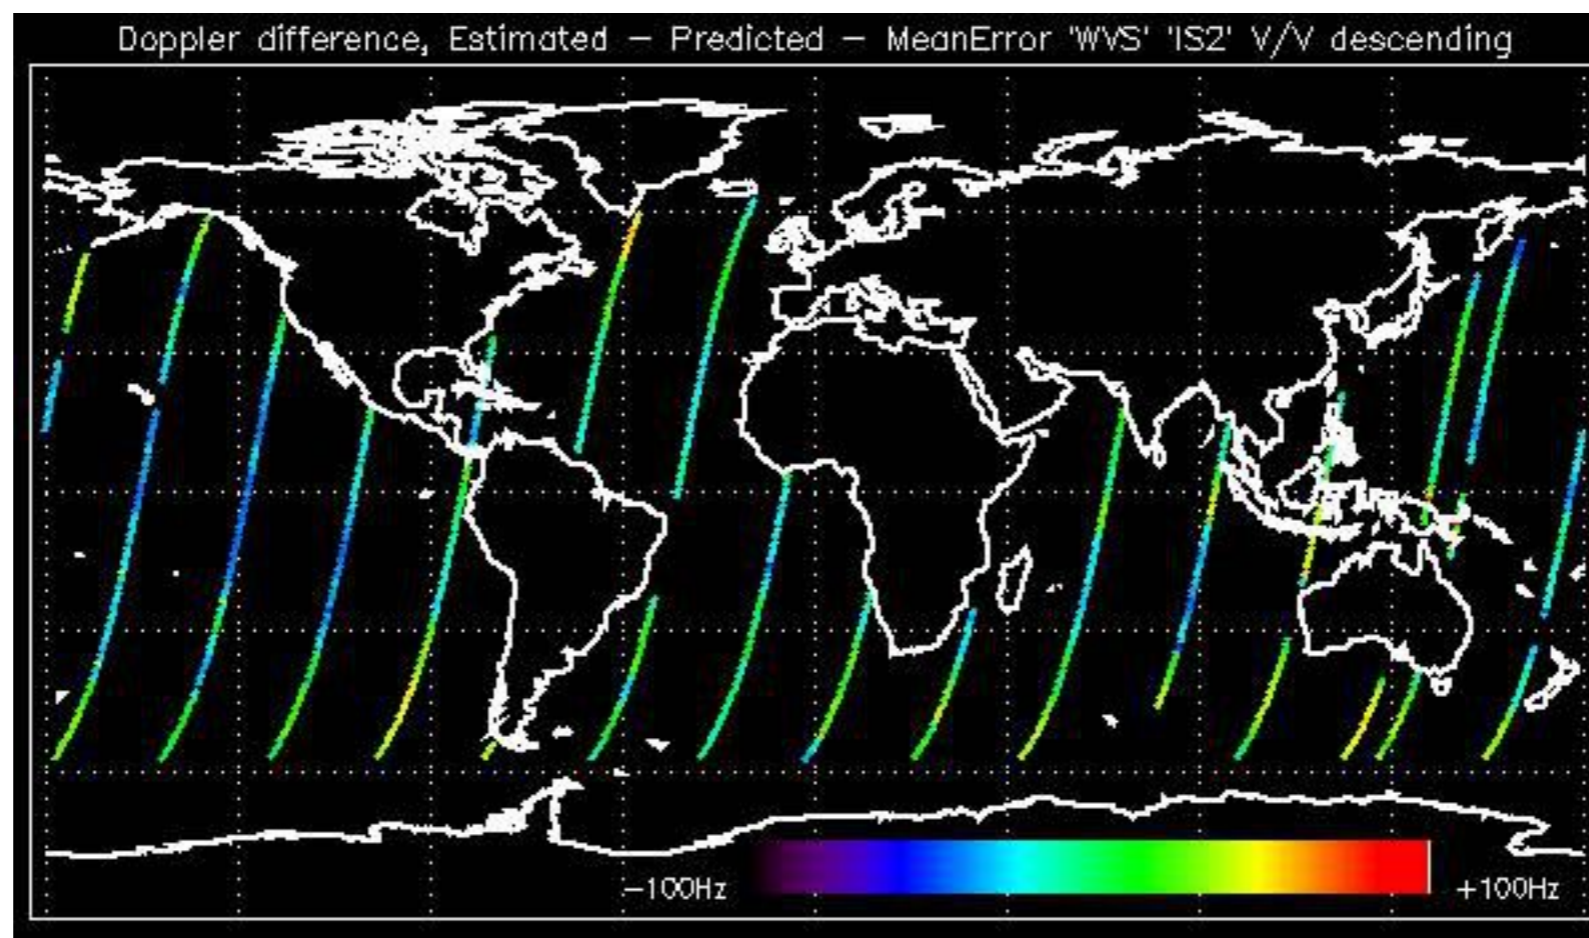 Doppler difference, Estimated – Predicted – MeanError 'WVS' 'IS2' V/V descending
-100Hz
+100Hz